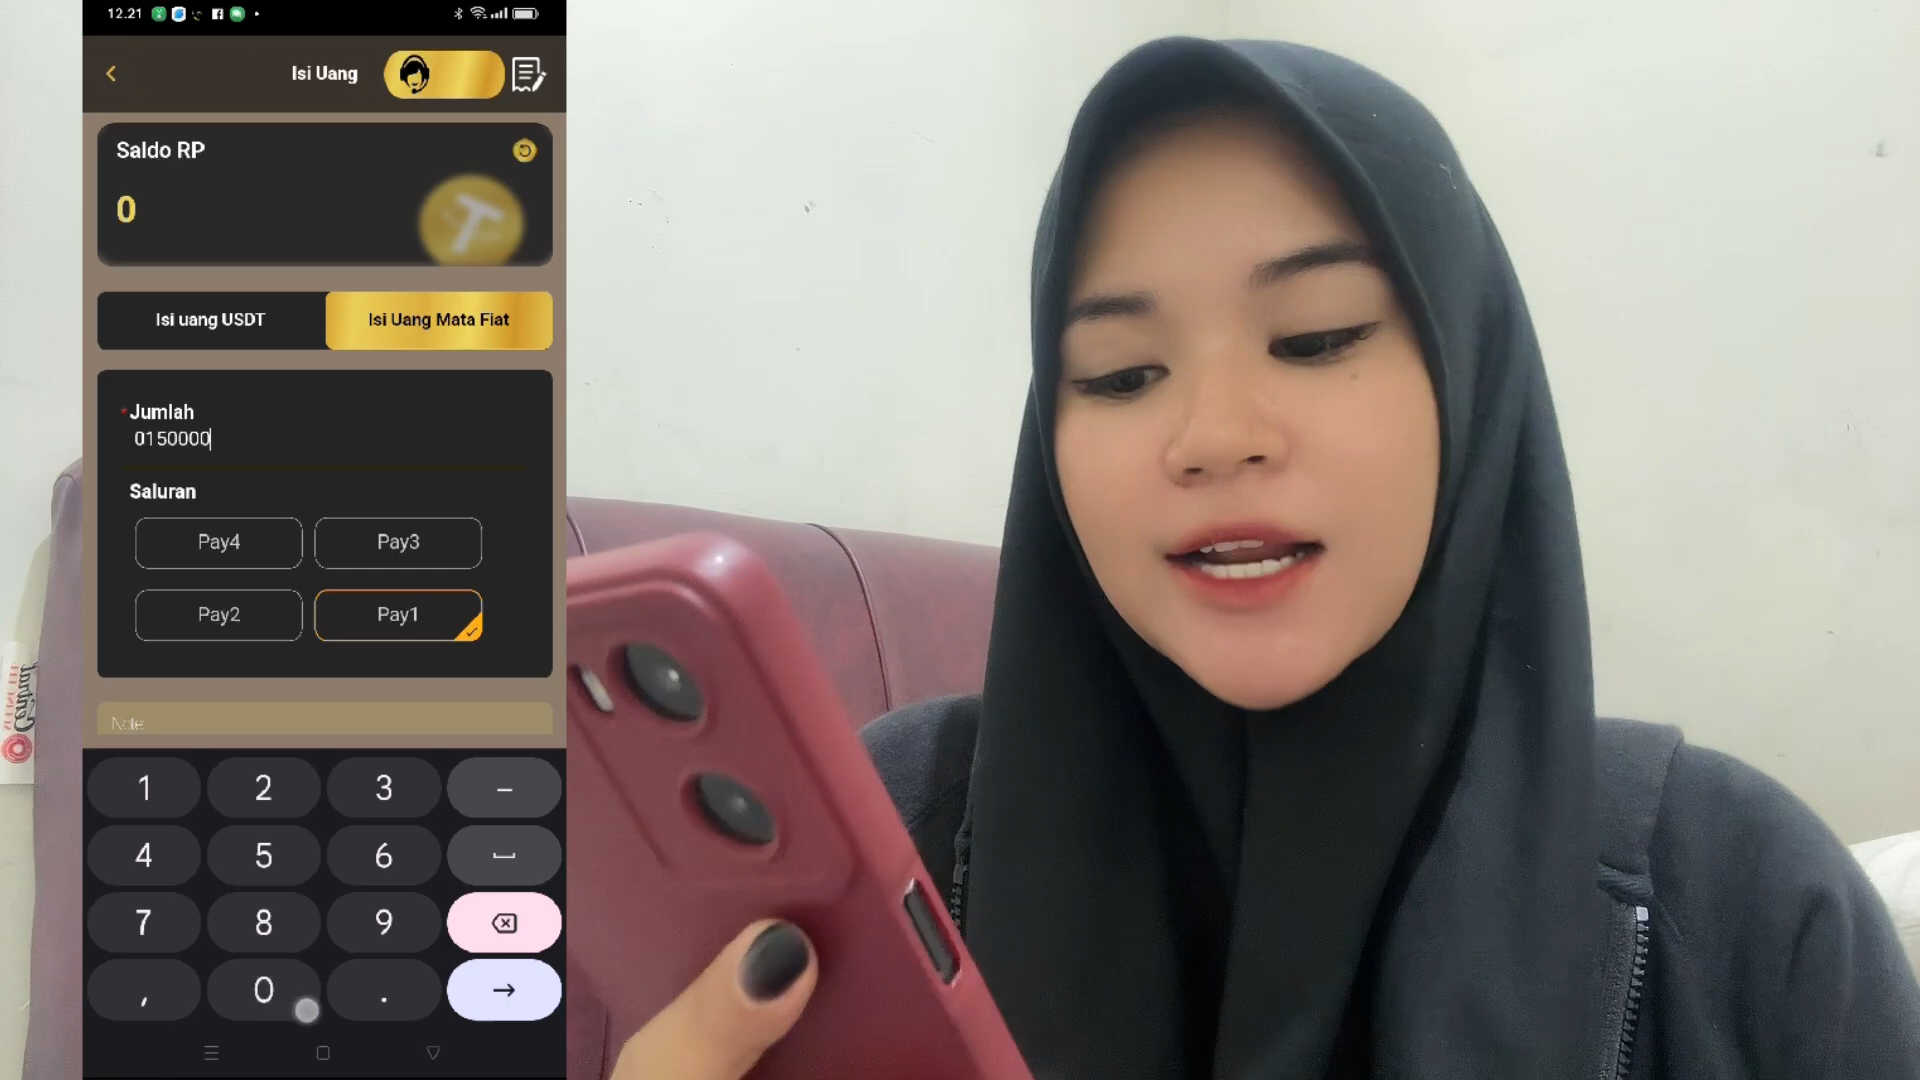 12.21
Isi Uang
Saldo RP
0
Isi uang USDT
Isi Uang Mata Fiat
*Jumlah
0150000
Saluran
Pay4
Pay3
Pay2
Pay1
Note
1 2 3 –
4 5 6
7 8 9
, 0 . →